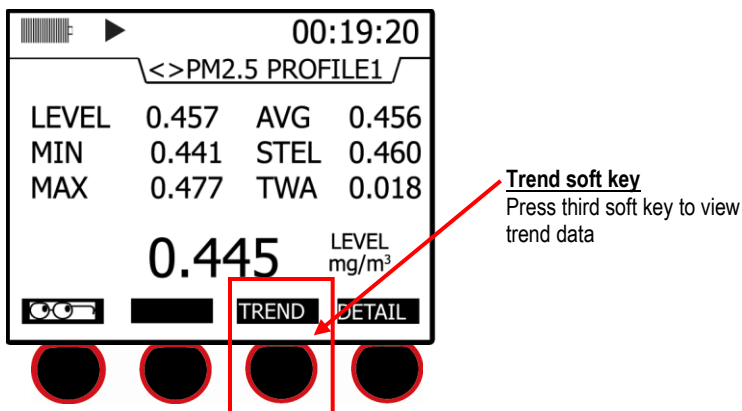 00:19:20
<>PM2.5 PROFILE1
LEVEL 0.457 AVG 0.456
MIN 0.441 STEL 0.460
MAX 0.477 TWA 0.018
0.445 LEVEL
mg/m³
TREND DETAIL
Trend soft key
Press third soft key to view
trend data